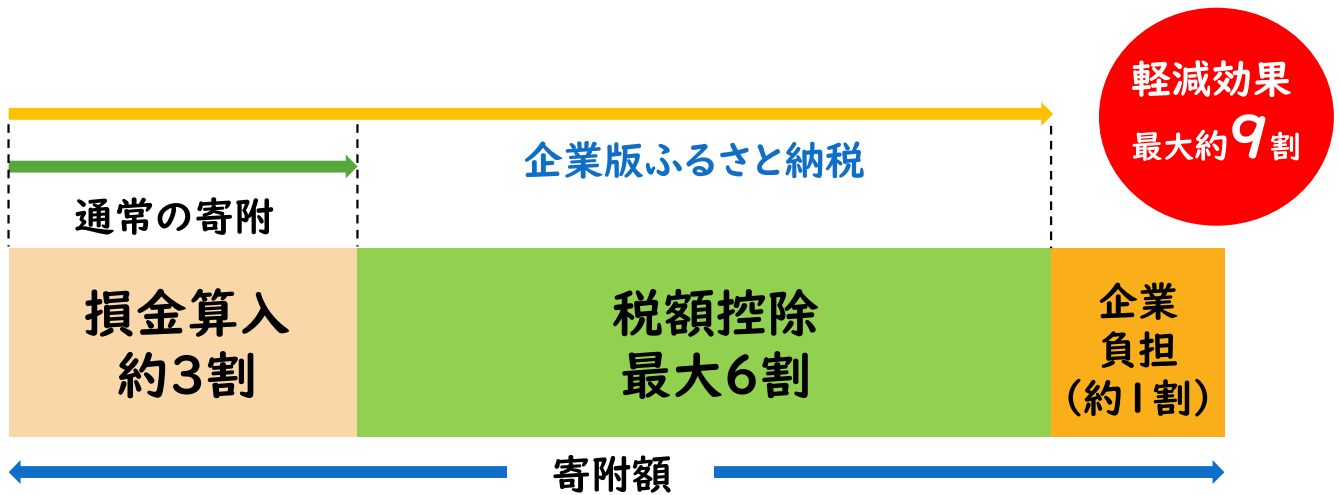 軽減効果
最大約9割
企業版ふるさと納税
通常の寄附
損金算入
約3割
税額控除
最大6割
企業
負担
(約1割)
寄附額